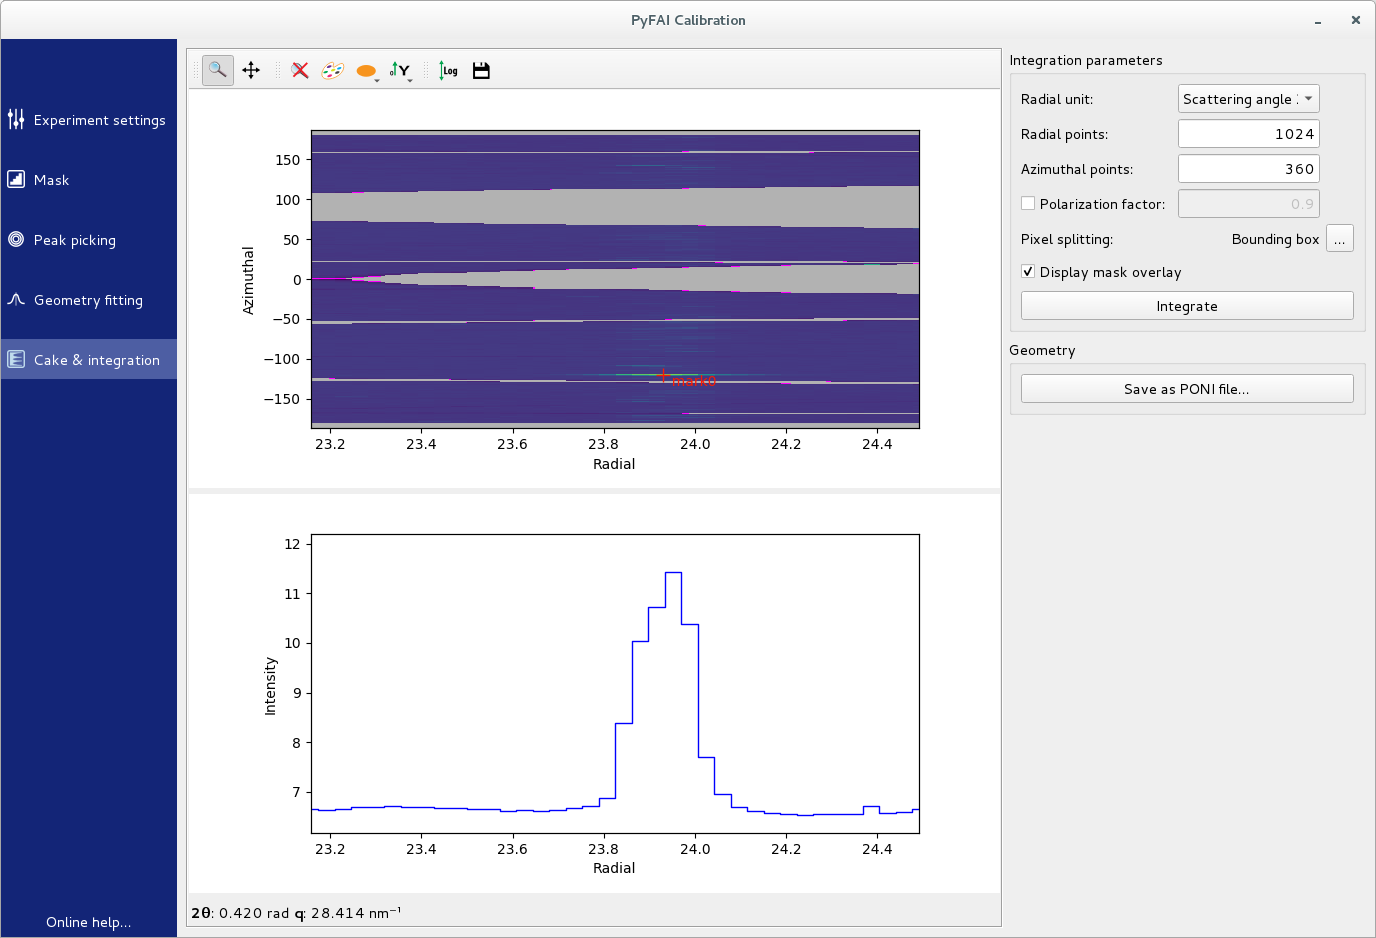 PyFAI Calibration
Experiment settings
Mask
Peak picking
Geometry fitting
Cake & integration
Online help...
Y
Log
150
100
50
0
−50
−100
−150
Azimuthal
mark0
23.2 23.4 23.6 23.8 24.0 24.2 24.4
Radial
12
11
10
9
8
7
Intensity
23.2 23.4 23.6 23.8 24.0 24.2 24.4
Radial
2θ: 0.420 rad q: 28.414 nm⁻¹
Integration parameters
Radial unit: Scattering angle
Radial points: 1024
Azimuthal points: 360
Polarization factor: 0.9
Pixel splitting: Bounding box ...
Display mask overlay
Integrate
Geometry
Save as PONI file...